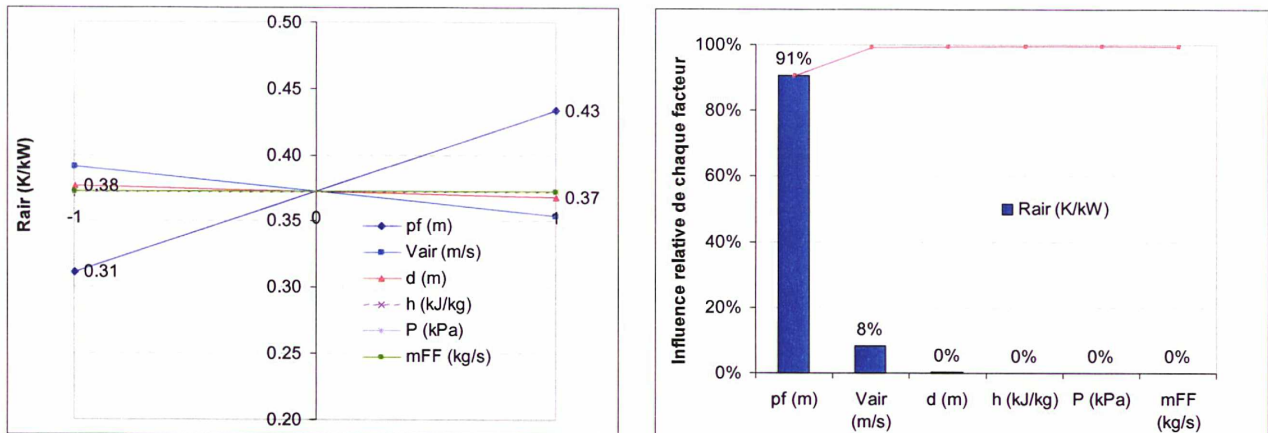 Rair (K/kW)
0.50
0.45
0.40
0.35
0.30
0.25
0.20
-1
0
1
0.43
0.38
0.37
0.31
pf (m)
Vair (m/s)
d (m)
h (kJ/kg)
P (kPa)
mFF (kg/s)
Influence relative de chaque facteur
100%
80%
60%
40%
20%
0%
91%
8%
0%
0%
0%
0%
Rair (K/kW)
pf (m)
Vair
(m/s)
d (m)
h (kJ/kg)
P (kPa)
mFF
(kg/s)